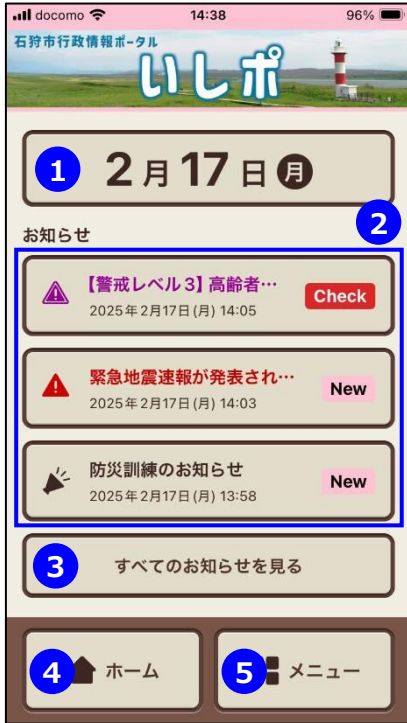 docomo 14:38 96%
石狩市行政情報ポータル
いしポ
1 2月17日 月
2
お知らせ
【警戒レベル3】高齢者…
2025年2月17日(月) 14:05
Check
緊急地震速報が発表され…
2025年2月17日(月) 14:03
New
防災訓練のお知らせ
2025年2月17日(月) 13:58
New
3 すべてのお知らせを見る
4 ホーム 5 メニュー